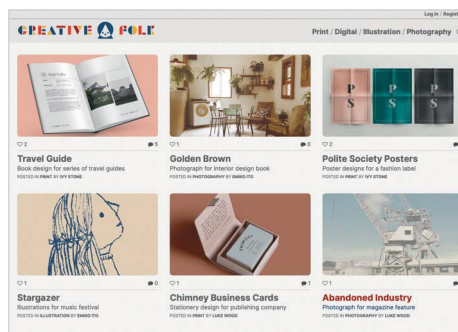 Log in / Regist
CREATIVE FOLK
Print / Digital / Illustration / Photography
2 5
Travel Guide
Book design for series of travel guides
POSTED IN PRINT BY IVY STONE
1 0
Golden Brown
Photograph for interior design book
POSTED IN PHOTOGRAPHY BY EMIKO ITO
P P P
S S S
2
Polite Society Posters
Poster designs for a fashion label
POSTED IN PRINT BY IVY STONE
1 0
Stargazer
Illustrations for music festival
POSTED IN ILLUSTRATION BY EMIKO ITO
1 1
Chimney Business Cards
Stationery design for publishing company
POSTED IN PRINT BY LUKE WOOD
1
Abandoned Industry
Photograph for magazine feature
POSTED IN PHOTOGRAPHY BY LUKE WOOD